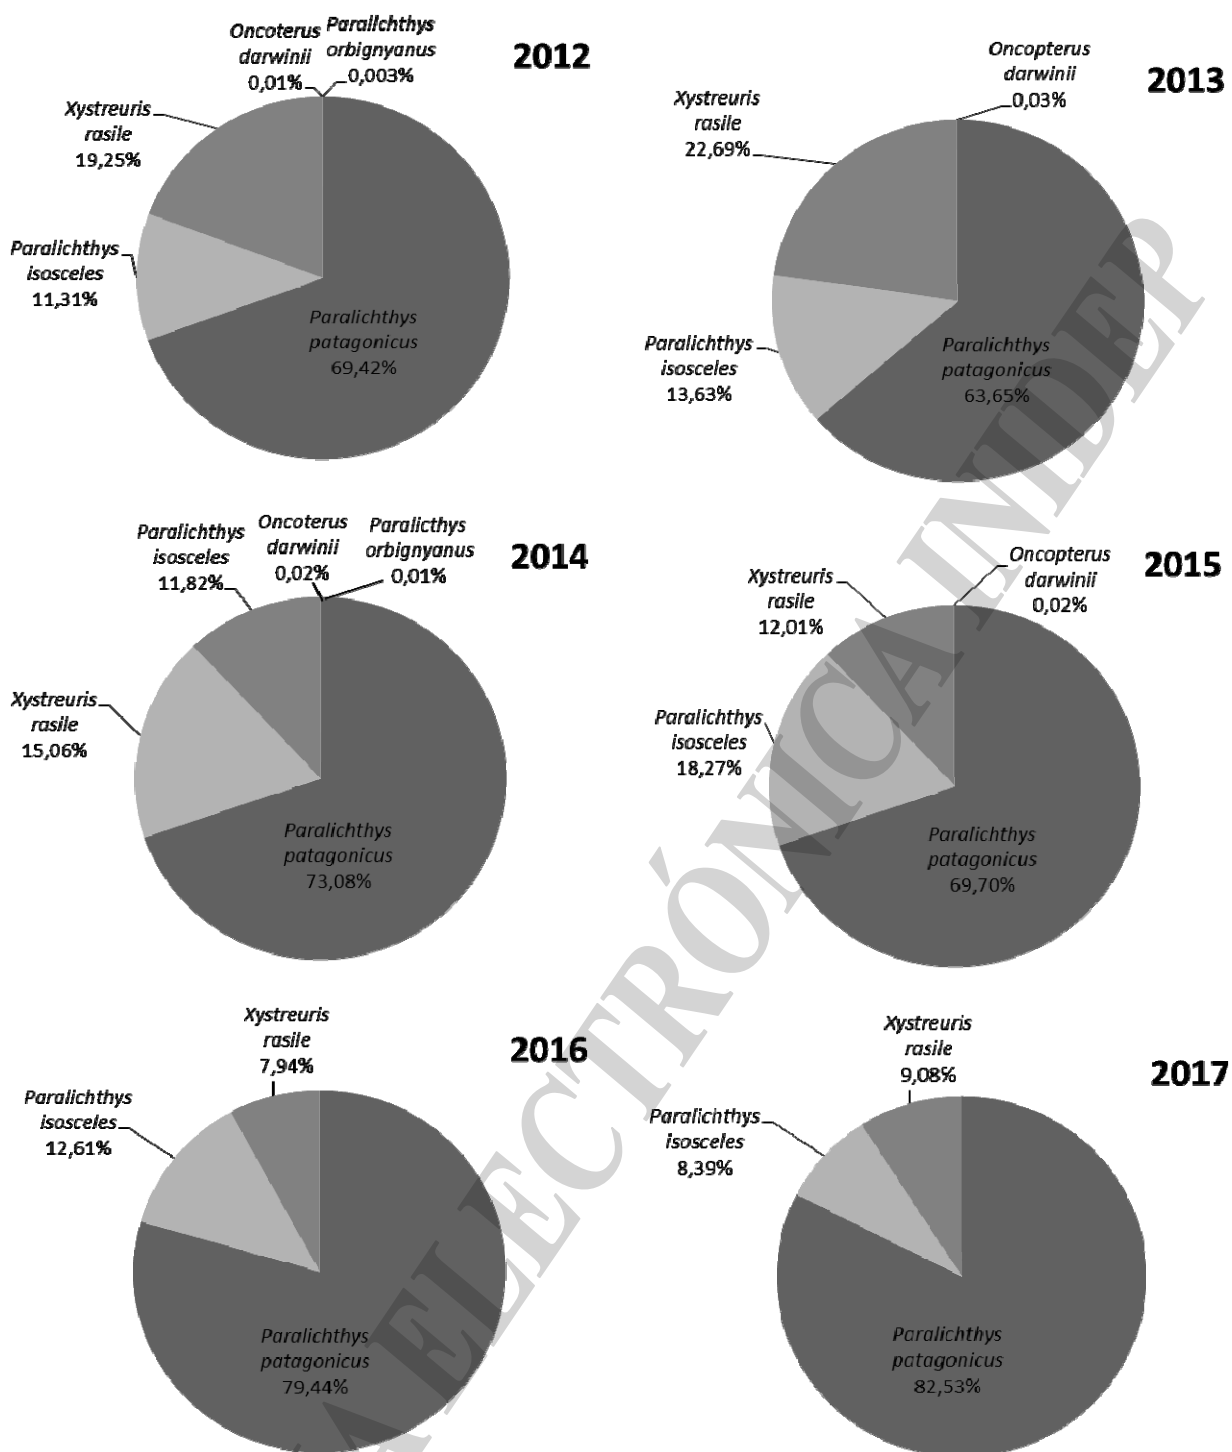 2012
Oncoterus
darwinii
0,01%
Paralichthys
orbignyanus
0,003%
Xystreuris
rasile
19,25%
Paralichthys
isosceles
11,31%
Paralichthys
patagonicus
69,42%
2013
Oncopterus
darwinii
0,03%
Xystreuris
rasile
22,69%
Paralichthys
isosceles
13,63%
Paralichthys
patagonicus
63,65%
2014
Paralichthys
isosceles
11,82%
Oncoterus
darwinii
0,02%
Paralicthys
orbignyanus
0,01%
Xystreuris
rasile
15,06%
Paralichthys
patagonicus
73,08%
2015
Oncopterus
darwinii
0,02%
Xystreuris
rasile
12,01%
Paralichthys
isosceles
18,27%
Paralichthys
patagonicus
69,70%
2016
Xystreuris
rasile
7,94%
Paralichthys
isosceles
12,61%
Paralichthys
patagonicus
79,44%
2017
Xystreuris
rasile
9,08%
Paralichthys
isosceles
8,39%
Paralichthys
patagonicus
82,53%
A ELECTRÓNICA INIDEP